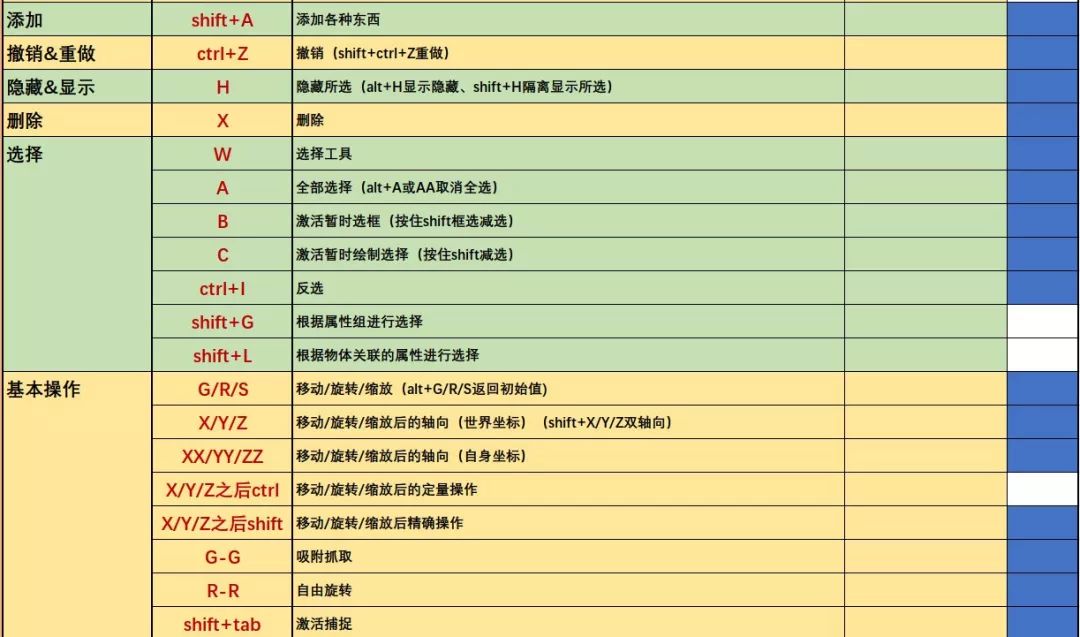 添加 shift+A 添加各种东西
撤销&重做 ctrl+Z 撤销（shift+ctrl+Z重做）
隐藏&显示 H 隐藏所选（alt+H显示隐藏、shift+H隔离显示所选）
删除 X 删除
选择 W 选择工具
A 全部选择（alt+A或AA取消全选）
B 激活暂时选框（按住shift框选减选）
C 激活暂时绘制选择（按住shift减选）
ctrl+I 反选
shift+G 根据属性组进行选择
shift+L 根据物体关联的属性进行选择
基本操作 G/R/S 移动/旋转/缩放（alt+G/R/S返回初始值）
X/Y/Z 移动/旋转/缩放后的轴向（世界坐标）（shift+X/Y/Z双轴向）
XX/YY/ZZ 移动/旋转/缩放后的轴向（自身坐标）
X/Y/Z之后ctrl 移动/旋转/缩放后的定量操作
X/Y/Z之后shift 移动/旋转/缩放后精确操作
G-G 吸附抓取
R-R 自由旋转
shift+tab 激活捕捉